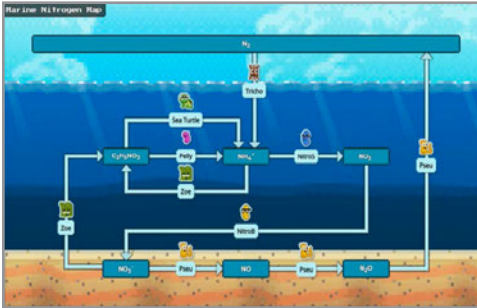 Marine Nitrogen Map
N₂
Tricho
Sea Turtle
C₂H₅NO₂
Pelly
NH₄⁺
NitroS
NO₂
Zoe
Zoe
NitroB
Pseu
NO₃⁻
Pseu
NO
Pseu
N₂O